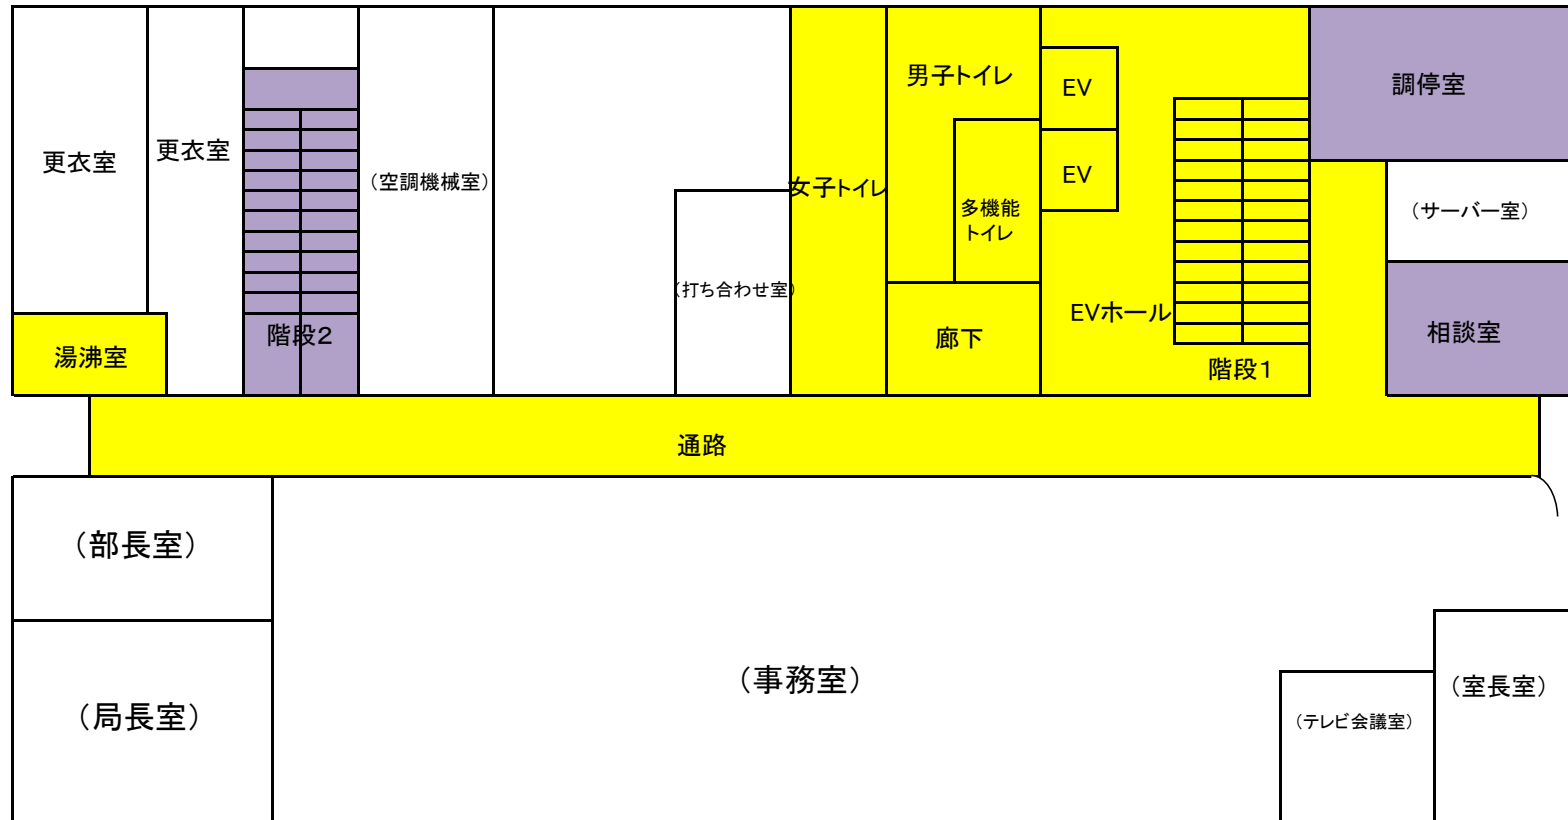 男子トイレ
EV
調停室
更衣室
更衣室
（空調機械室）
EV
女子トイレ
多機能
トイレ
（サーバー室）
（打ち合わせ室）
EVホール
廊下
階段２
相談室
湯沸室
階段１
通路
（部長室）
（事務室）
（室長室）
（局長室）
（テレビ会議室）